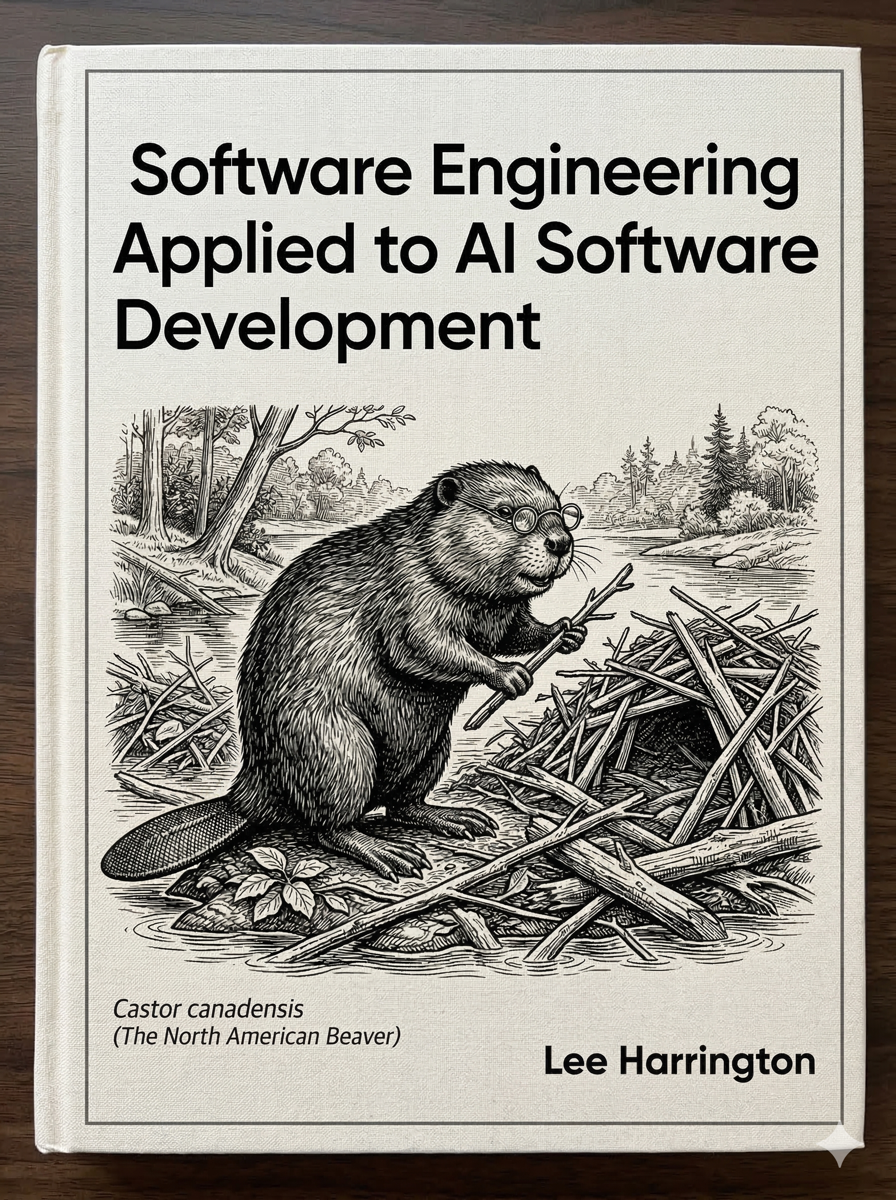 Software Engineering
Applied to AI Software
Development
Castor canadensis
(The North American Beaver)
Lee Harrington